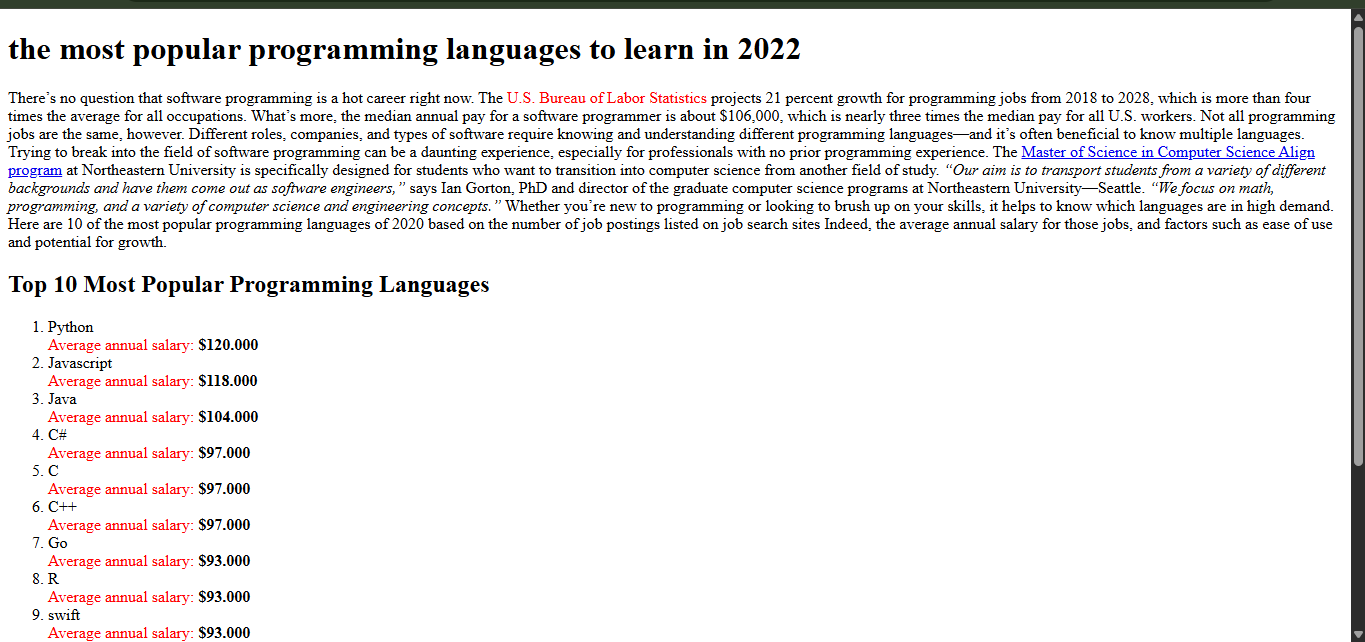 the most popular programming languages to learn in 2022
There’s no question that software programming is a hot career right now. The U.S. Bureau of Labor Statistics projects 21 percent growth for programming jobs from 2018 to 2028, which is more than four
times the average for all occupations. What’s more, the median annual pay for a software programmer is about $106,000, which is nearly three times the median pay for all U.S. workers. Not all programming
jobs are the same, however. Different roles, companies, and types of software require knowing and understanding different programming languages—and it’s often beneficial to know multiple languages.
Trying to break into the field of software programming can be a daunting experience, especially for professionals with no prior programming experience. The Master of Science in Computer Science Align
program at Northeastern University is specifically designed for students who want to transition into computer science from another field of study. “Our aim is to transport students from a variety of different
backgrounds and have them come out as software engineers,” says Ian Gorton, PhD and director of the graduate computer science programs at Northeastern University—Seattle. “We focus on math,
programming, and a variety of computer science and engineering concepts.” Whether you’re new to programming or looking to brush up on your skills, it helps to know which languages are in high demand.
Here are 10 of the most popular programming languages of 2020 based on the number of job postings listed on job search sites Indeed, the average annual salary for those jobs, and factors such as ease of use
and potential for growth.
Top 10 Most Popular Programming Languages
1. Python
Average annual salary: $120.000
2. Javascript
Average annual salary: $118.000
3. Java
Average annual salary: $104.000
4. C#
Average annual salary: $97.000
5. C
Average annual salary: $97.000
6. C++
Average annual salary: $97.000
7. Go
Average annual salary: $93.000
8. R
Average annual salary: $93.000
9. swift
Average annual salary: $93.000